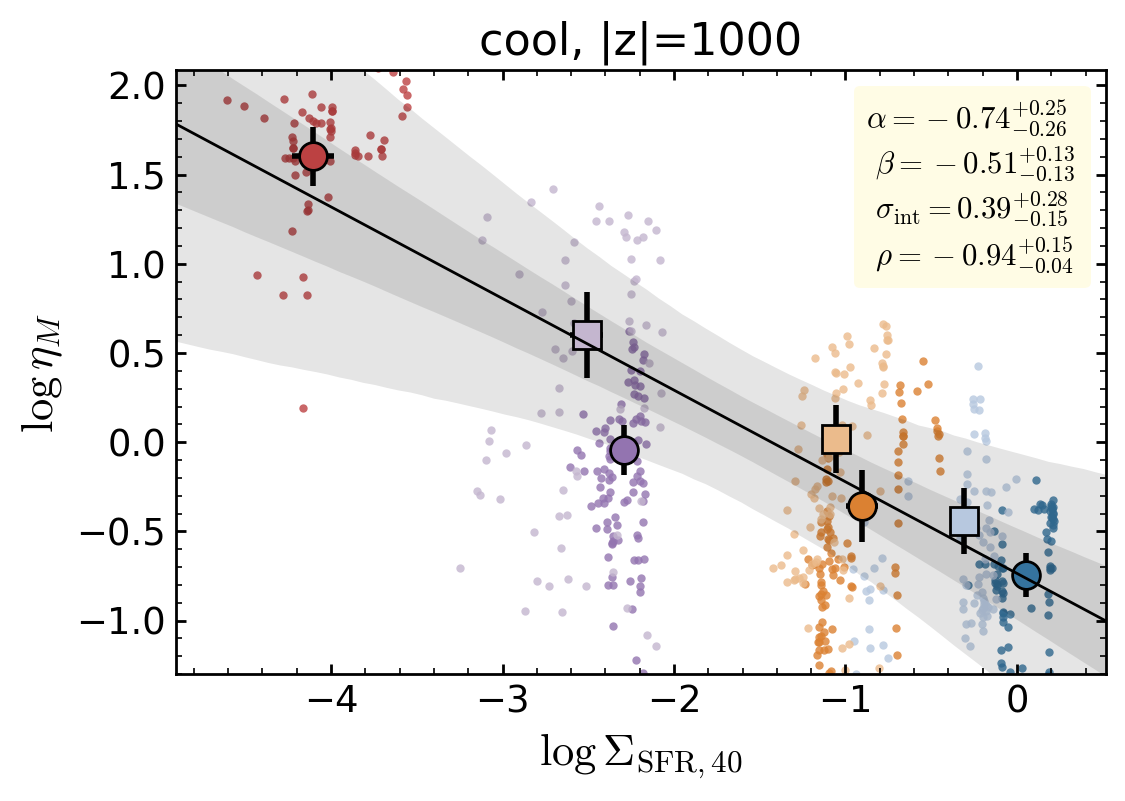 cool, |z|=1000
2.0
1.5
1.0
0.5
0.0
−0.5
−1.0
log η_M
α = −0.74^{+0.25}_{−0.26}
β = −0.51^{+0.13}_{−0.13}
σ_int = 0.39^{+0.28}_{−0.15}
ρ = −0.94^{+0.15}_{−0.04}
−4 −3 −2 −1 0
log Σ_{SFR, 40}